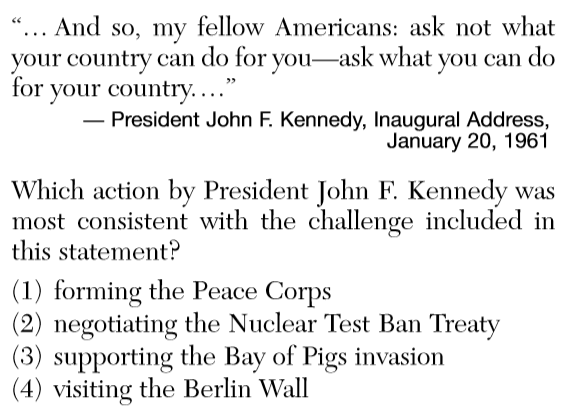 “… And so, my fellow Americans: ask not what
your country can do for you—ask what you can do
for your country.…”
— President John F. Kennedy, Inaugural Address,
January 20, 1961
Which action by President John F. Kennedy was
most consistent with the challenge included in
this statement?
(1) forming the Peace Corps
(2) negotiating the Nuclear Test Ban Treaty
(3) supporting the Bay of Pigs invasion
(4) visiting the Berlin Wall